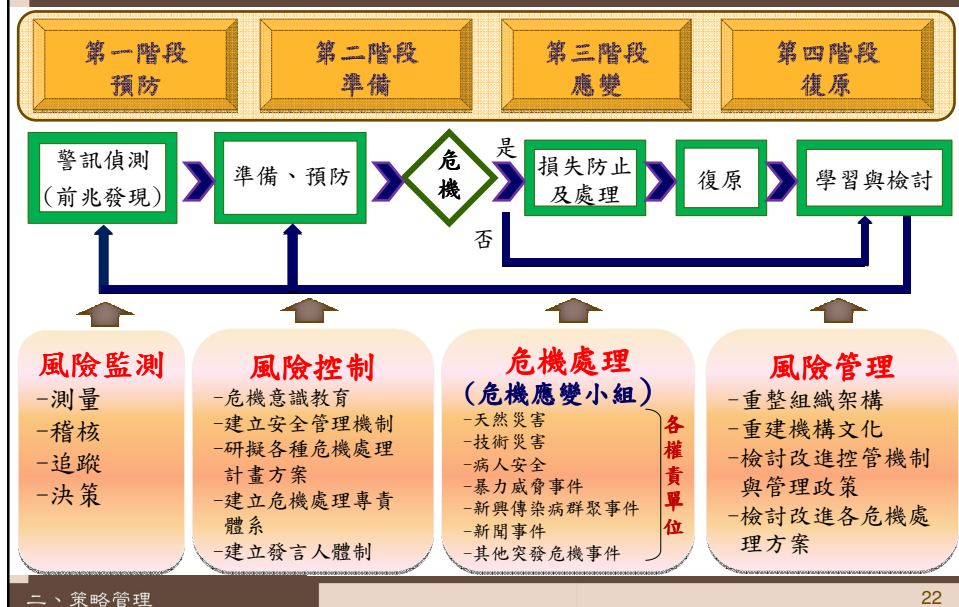 第一階段
預防
第二階段
準備
第三階段
應變
第四階段
復原
警訊偵測
(前兆發現)
準備、預防
危
機
是
否
損失防止
及處理
復原
學習與檢討
風險監測
-測量
-稽核
-追蹤
-決策
風險控制
-危機意識教育
-建立安全管理機制
-研擬各種危機處理
計畫方案
-建立危機處理專責
體系
-建立發言人體制
危機處理
(危機應變小組)
-天然災害
-技術災害
-病人安全
-暴力威脅事件
-新興傳染病群聚事件
-新聞事件
-其他突發危機事件
各權責單位
風險管理
-重整組織架構
-重建機構文化
-檢討改進控管機制
與管理政策
-檢討改進各危機處
理方案
二、策略管理
22